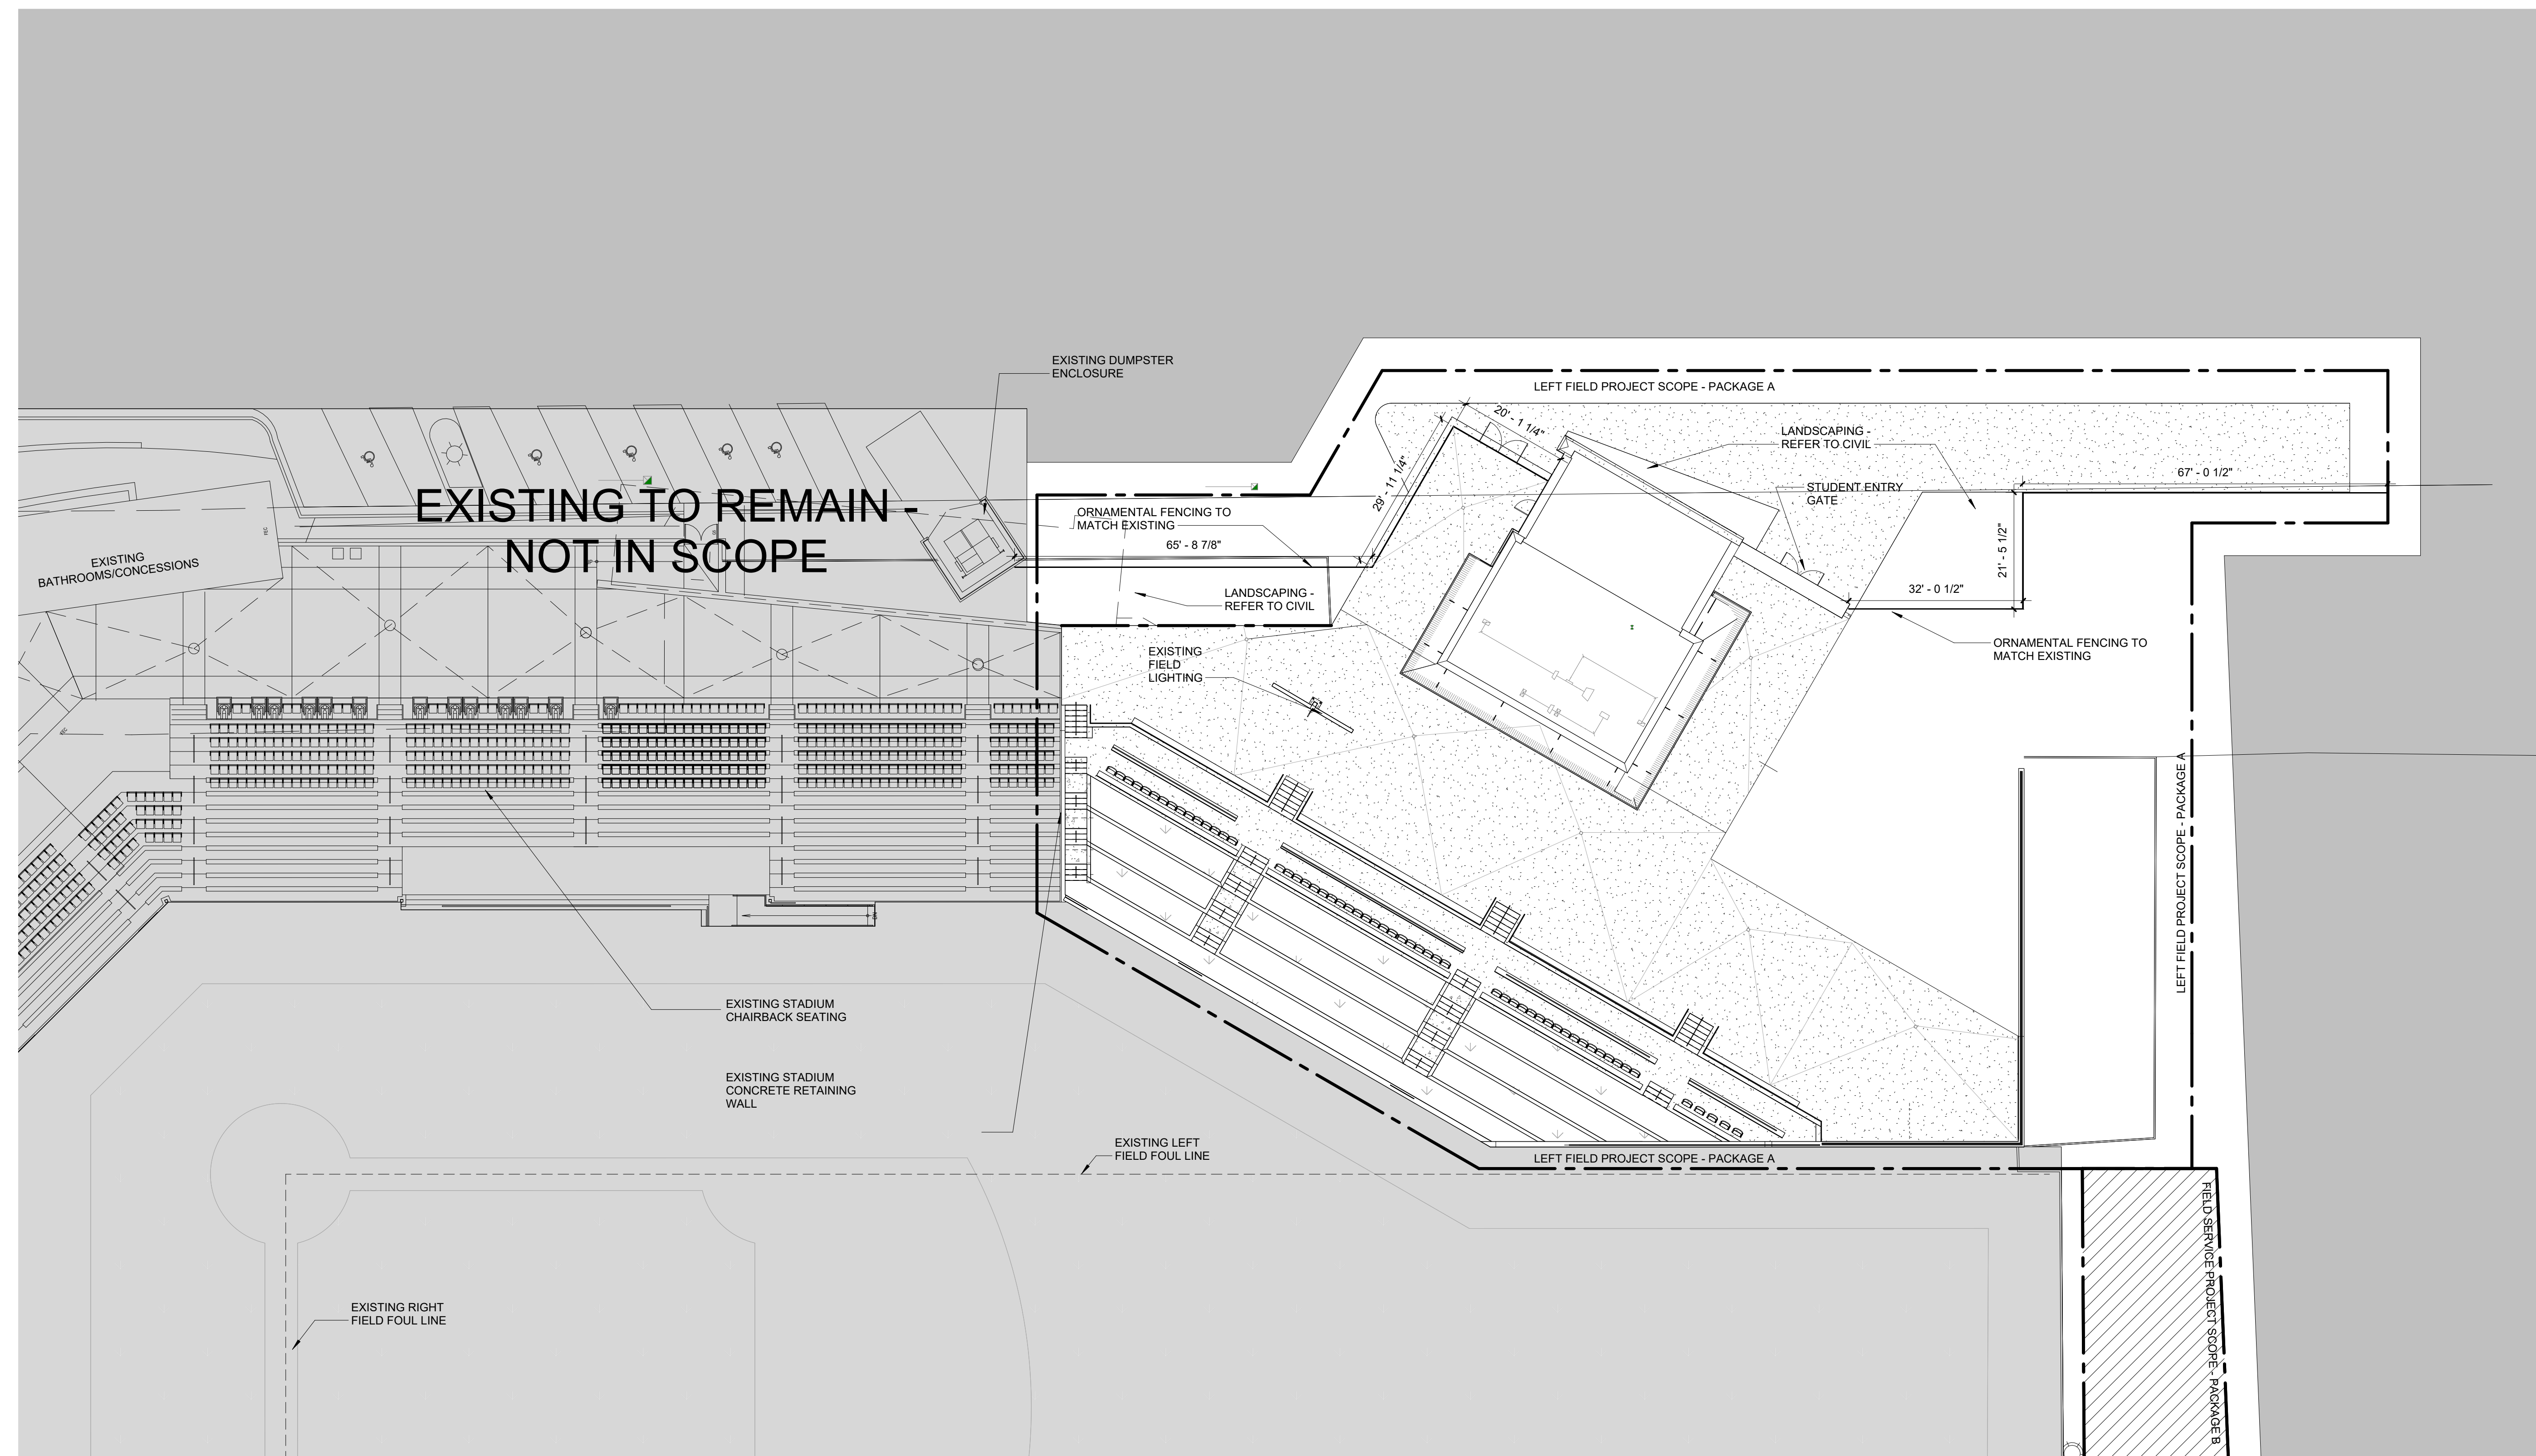 EXISTING DUMPSTER
ENCLOSURE
LEFT FIELD PROJECT SCOPE - PACKAGE A
20' - 1 1/4"
29' - 11 1/4"
LANDSCAPING -
REFER TO CIVIL
67' - 0 1/2"
STUDENT ENTRY
GATE
EXISTING TO REMAIN -
NOT IN SCOPE
ORNAMENTAL FENCING TO
MATCH EXISTING
65' - 8 7/8"
EXISTING
BATHROOMS/CONCESSIONS
21' - 5 1/2"
32' - 0 1/2"
LANDSCAPING -
REFER TO CIVIL
ORNAMENTAL FENCING TO
MATCH EXISTING
EXISTING
FIELD
LIGHTING
LEFT FIELD PROJECT SCOPE - PACKAGE A
EXISTING STADIUM
CHAIRBACK SEATING
EXISTING STADIUM
CONCRETE RETAINING
WALL
EXISTING LEFT
FIELD FOUL LINE
LEFT FIELD PROJECT SCOPE - PACKAGE A
FIELD SERVICE PROJECT SCOPE - PACKAGE B
EXISTING RIGHT
FIELD FOUL LINE